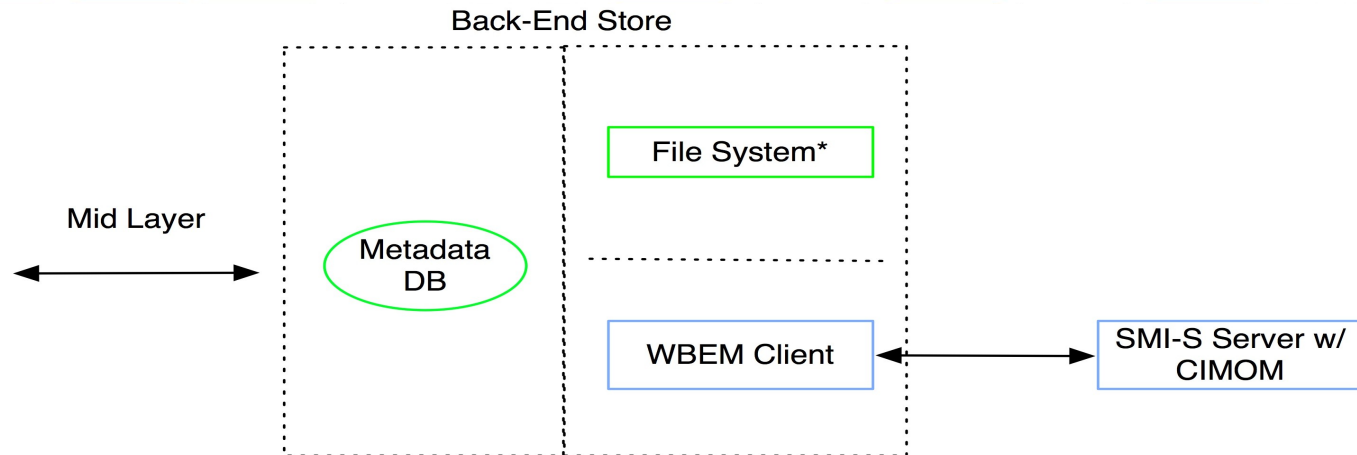 Back-End Store
File System*
Mid Layer
Metadata
DB
WBEM Client
SMI-S Server w/
CIMOM